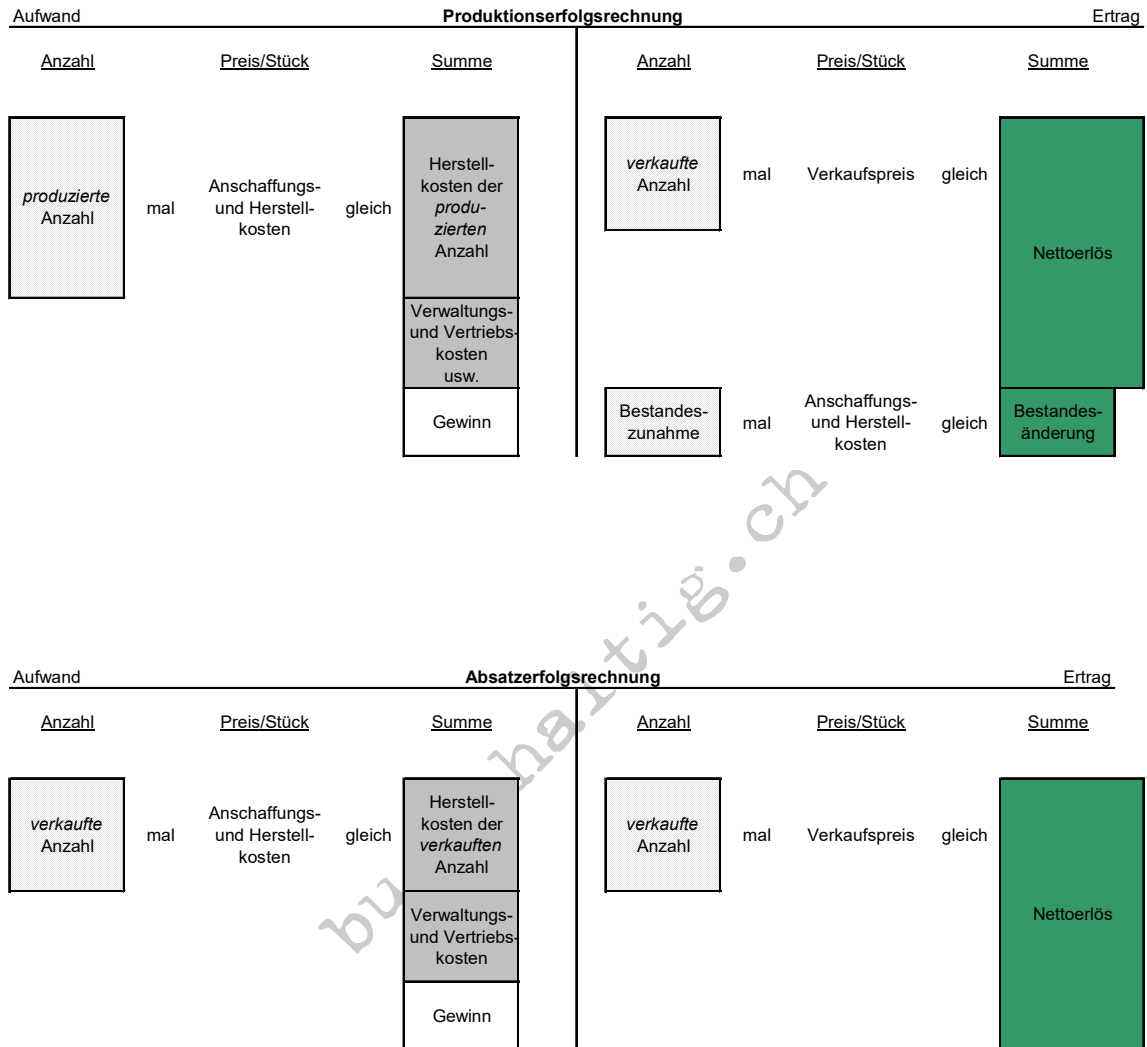 Aufwand Produktionserfolgsrechnung Ertrag
Anzahl Preis/Stück Summe Anzahl Preis/Stück Summe
produzierte
Anzahl
mal
Anschaffungs-
und Herstell-
kosten
gleich
Herstell-
kosten der
produ-
zierten
Anzahl
Verwaltungs-
und Vertriebs-
kosten
usw.
Gewinn
verkaufte
Anzahl
mal
Verkaufspreis
gleich
Nettoerlös
Bestandes-
zunahme
mal
Anschaffungs-
und Herstell-
kosten
gleich
Bestandes-
änderung
Aufwand Absatzerfolgsrechnung Ertrag
Anzahl Preis/Stück Summe Anzahl Preis/Stück Summe
verkaufte
Anzahl
mal
Anschaffungs-
und Herstell-
kosten
gleich
Herstell-
kosten der
verkauften
Anzahl
Verwaltungs-
und Vertriebs-
kosten
Gewinn
verkaufte
Anzahl
mal
Verkaufspreis
gleich
Nettoerlös
hartig.ch